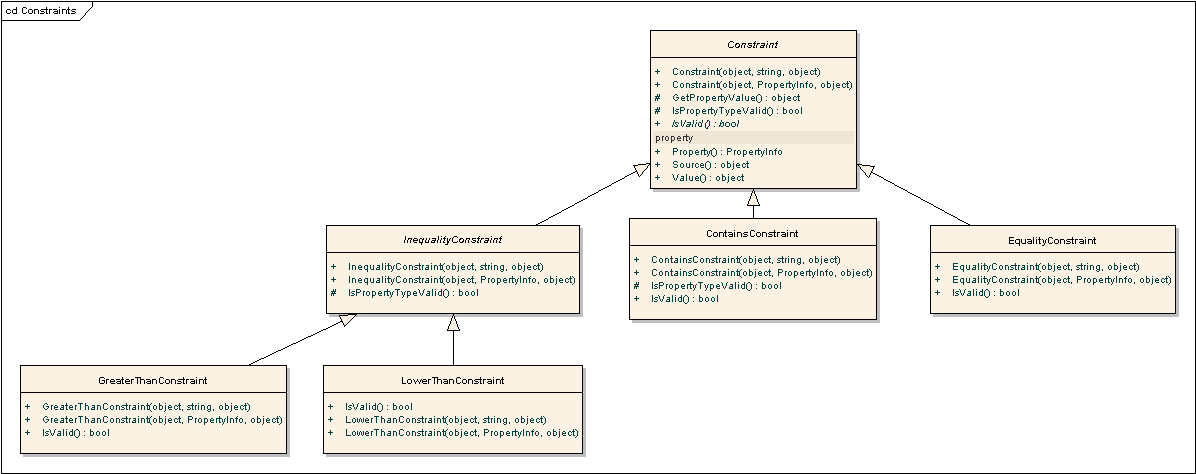 cd Constraints
Constraint
+ Constraint(object, string, object)
+ Constraint(object, PropertyInfo, object)
# GetPropertyValue() : object
# IsPropertyTypeValid() : bool
+ IsValid() : bool
property
+ Property() : PropertyInfo
+ Source() : object
+ Value() : object
InequalityConstraint
+ InequalityConstraint(object, string, object)
+ InequalityConstraint(object, PropertyInfo, object)
# IsPropertyTypeValid() : bool
ContainsConstraint
+ ContainsConstraint(object, string, object)
+ ContainsConstraint(object, PropertyInfo, object)
# IsPropertyTypeValid() : bool
+ IsValid() : bool
EqualityConstraint
+ EqualityConstraint(object, string, object)
+ EqualityConstraint(object, PropertyInfo, object)
+ IsValid() : bool
GreaterThanConstraint
+ GreaterThanConstraint(object, string, object)
+ GreaterThanConstraint(object, PropertyInfo, object)
+ IsValid() : bool
LowerThanConstraint
+ IsValid() : bool
+ LowerThanConstraint(object, string, object)
+ LowerThanConstraint(object, PropertyInfo, object)